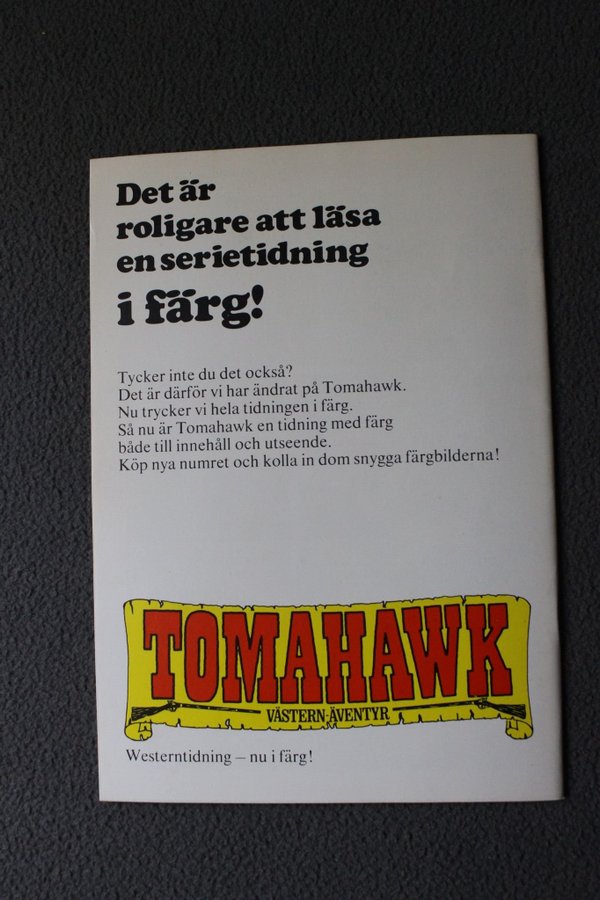 Det är
roligare att läsa
en serietidning
i färg!
Tycker inte du det också?
Det är därför vi har ändrat på Tomahawk.
Nu trycker vi hela tidningen i färg.
Så nu är Tomahawk en tidning med färg
både till innehåll och utseende.
Köp nya numret och kolla in dom snygga färgbilderna!
TOMAHAWK
VÄSTERN-ÄVENTYR
Westerntidning – nu i färg!